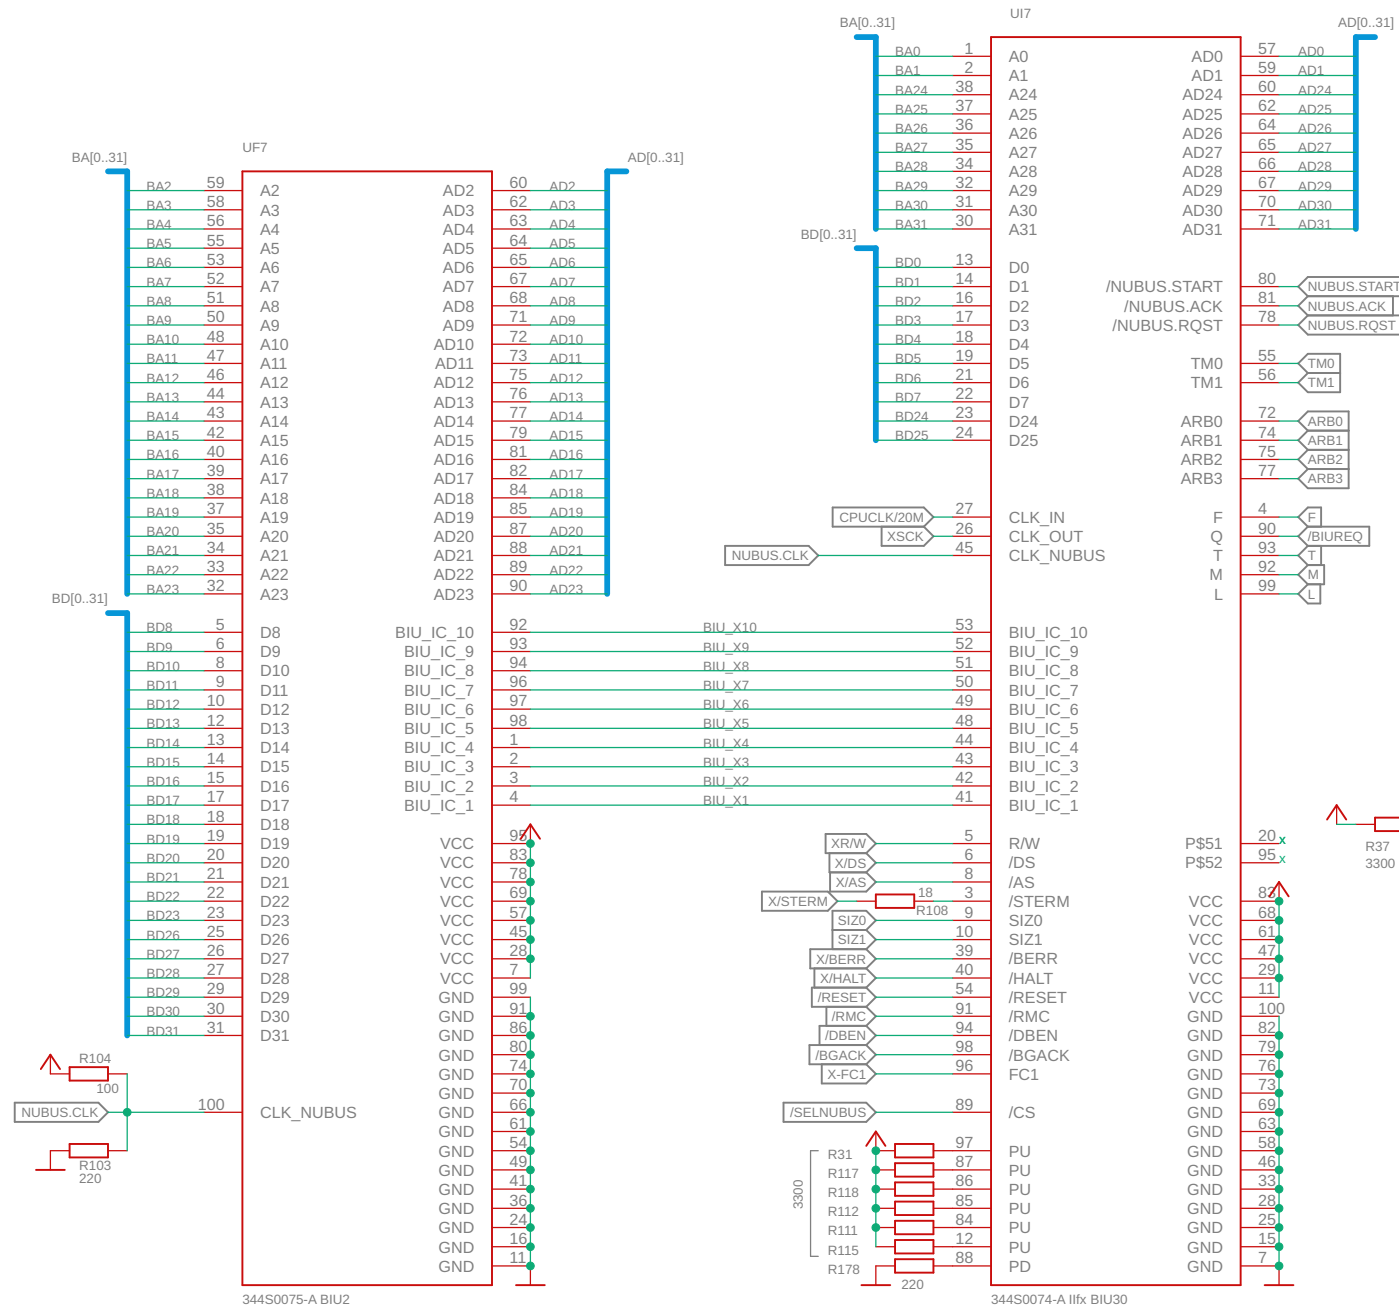 UI7
BA[0..31]
AD[0..31]
BA0 1 A0 AD0 57 AD0
BA1 2 A1 AD1 59 AD1
BA24 38 A24 AD24 60 AD24
BA25 37 A25 AD25 62 AD25
BA26 36 A26 AD26 64 AD26
BA27 35 A27 AD27 65 AD27
BA28 34 A28 AD28 66 AD28
BA29 32 A29 AD29 67 AD29
BA30 31 A30 AD30 70 AD30
BA31 30 A31 AD31 71 AD31
BD[0..31]
BD0 13 D0
BD1 14 D1 /NUBUS.START 80 NUBUS.START
BD2 16 D2 /NUBUS.ACK 81 NUBUS.ACK
BD3 17 D3 /NUBUS.RQST 78 NUBUS.RQST
BD4 18 D4
BD5 19 D5 TM0 55 TM0
BD6 21 D6 TM1 56 TM1
BD7 22 D7
BD24 23 D24 ARB0 72 ARB0
BD25 24 D25 ARB1 74 ARB1
ARB2 75 ARB2
ARB3 77 ARB3
CPUCLK/20M 27 CLK_IN F 4 F
XSCK 26 CLK_OUT Q 90 /BIUREQ
NUBUS.CLK 45 CLK_NUBUS T 93 T
M 92 M
L 99 L
UF7
BA[0..31]
AD[0..31]
BA2 59 A2 AD2 60 AD2
BA3 58 A3 AD3 62 AD3
BA4 56 A4 AD4 63 AD4
BA5 55 A5 AD5 64 AD5
BA6 53 A6 AD6 65 AD6
BA7 52 A7 AD7 67 AD7
BA8 51 A8 AD8 68 AD8
BA9 50 A9 AD9 71 AD9
BA10 48 A10 AD10 72 AD10
BA11 47 A11 AD11 73 AD11
BA12 46 A12 AD12 75 AD12
BA13 44 A13 AD13 76 AD13
BA14 43 A14 AD14 77 AD14
BA15 42 A15 AD15 79 AD15
BA16 40 A16 AD16 81 AD16
BA17 39 A17 AD17 82 AD17
BA18 38 A18 AD18 84 AD18
BA19 37 A19 AD19 85 AD19
BA20 35 A20 AD20 87 AD20
BA21 34 A21 AD21 88 AD21
BA22 33 A22 AD22 89 AD22
BA23 32 A23 AD23 90 AD23
BD[0..31]
BD8 5 D8 BIU_IC_10 92 BIU_X10 53 BIU_IC_10
BD9 6 D9 BIU_IC_9 93 BIU_X9 52 BIU_IC_9
BD10 8 D10 BIU_IC_8 94 BIU_X8 51 BIU_IC_8
BD11 9 D11 BIU_IC_7 96 BIU_X7 50 BIU_IC_7
BD12 10 D12 BIU_IC_6 97 BIU_X6 49 BIU_IC_6
BD13 12 D13 BIU_IC_5 98 BIU_X5 48 BIU_IC_5
BD14 13 D14 BIU_IC_4 1 BIU_X4 44 BIU_IC_4
BD15 14 D15 BIU_IC_3 2 BIU_X3 43 BIU_IC_3
BD16 15 D16 BIU_IC_2 3 BIU_X2 42 BIU_IC_2
BD17 17 D17 BIU_IC_1 4 BIU_X1 41 BIU_IC_1
BD18 18 D18
BD19 19 D19 VCC 95
BD20 20 D20 VCC 83
BD21 21 D21 VCC 78
BD22 22 D22 VCC 69
BD23 23 D23 VCC 57
BD26 25 D26 VCC 45
BD27 26 D27 VCC 28
BD28 27 D28 VCC 7
BD29 29 D29 GND 99
BD30 30 D30 GND 91
BD31 31 D31 GND 86
GND 80
R104
100
GND 74
GND 70
NUBUS.CLK 100 CLK_NUBUS GND 66
GND 61
GND 54
R103
220
GND 49
GND 41
GND 36
GND 24
GND 16
GND 11
344S0075-A BIU2
XR/W 5 R/W P$51 20 x
X/DS 6 /DS P$52 95 x
R37
3300
X/AS 8 /AS
X/STERM 18 R108 3 /STERM VCC 83
SIZ0 9 SIZ0 VCC 68
SIZ1 10 SIZ1 VCC 61
X/BERR 39 /BERR VCC 47
X/HALT 40 /HALT VCC 29
/RESET 54 /RESET VCC 11
/RMC 91 /RMC GND 100
/DBEN 94 /DBEN GND 82
/BGACK 98 /BGACK GND 79
X-FC1 96 FC1 GND 76
GND 73
/SELNUBUS 89 /CS GND 69
GND 63
3300
R31 97 PU GND 58
R117 87 PU GND 46
R118 86 PU GND 33
R112 85 PU GND 28
R111 84 PU GND 25
R115 12 PU GND 15
R178 220 88 PD GND 7
344S0074-A IIfx BIU30